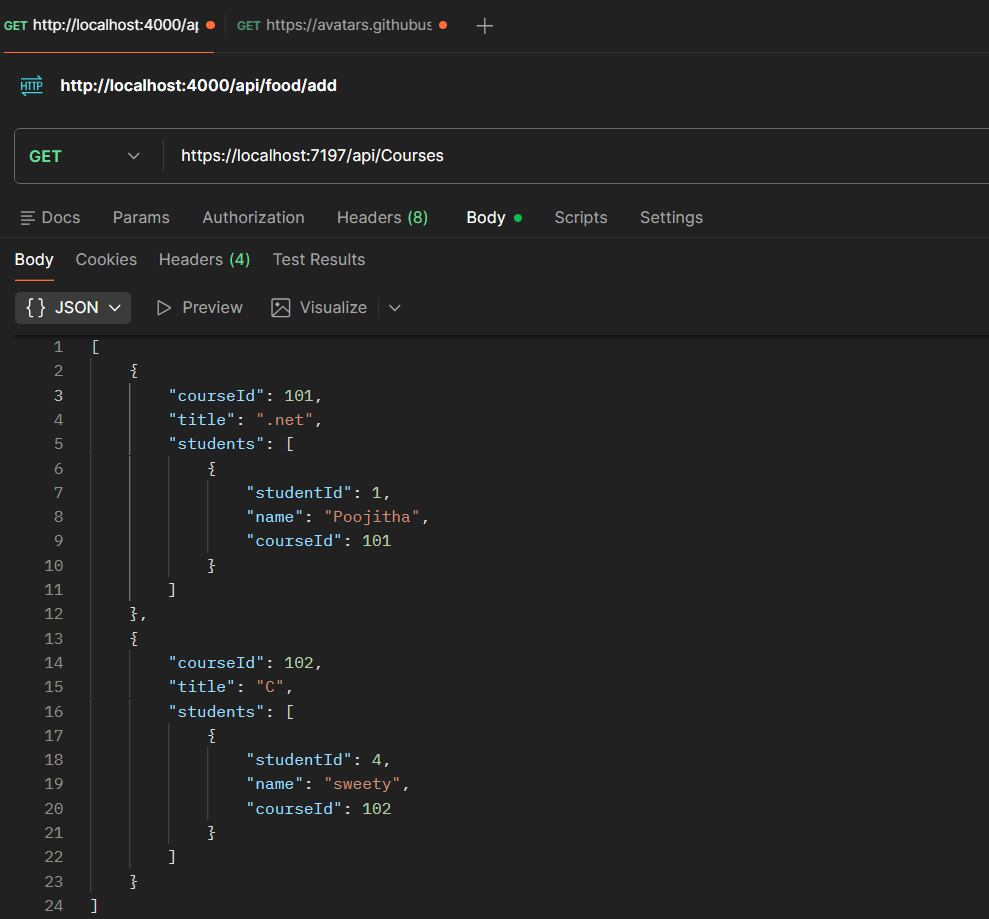 GET http://localhost:4000/ap GET https://avatars.githubus
HTTP http://localhost:4000/api/food/add
GET https://localhost:7197/api/Courses
Docs Params Authorization Headers (8) Body Scripts Settings
Body Cookies Headers (4) Test Results
{} JSON Preview Visualize
1 [
2 {
3 "courseId": 101,
4 "title": ".net",
5 "students": [
6 {
7 "studentId": 1,
8 "name": "Poojitha",
9 "courseId": 101
10 }
11 ]
12 },
13 {
14 "courseId": 102,
15 "title": "C",
16 "students": [
17 {
18 "studentId": 4,
19 "name": "sweety",
20 "courseId": 102
21 }
22 ]
23 }
24 ]